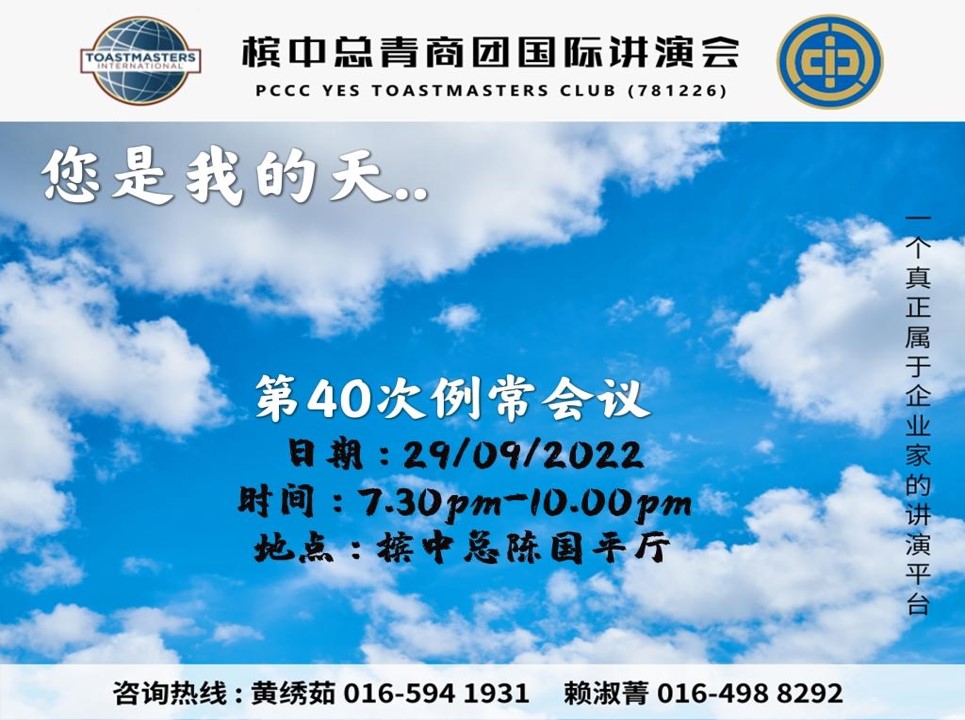 TOASTMASTERS
INTERNATIONAL
槟中总青商团国际讲演会
PCCC YES TOASTMASTERS CLUB (781226)
您是我的天..
一个真正属于企业家的讲演平台
第40次例常会议
日期：29/09/2022
时间：7.30pm-10.00pm
地点：槟中总陈国平厅
咨询热线 : 黄绣茹 016-594 1931 赖淑菁 016-498 8292